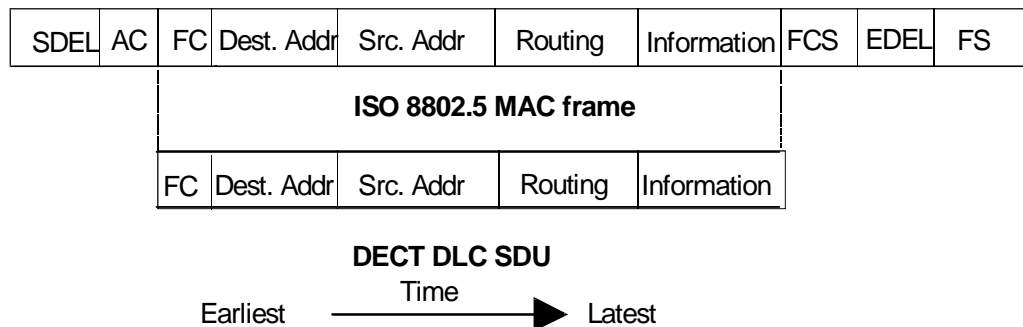 SDEL AC FC Dest. Addr Src. Addr Routing Information FCS EDEL FS
ISO 8802.5 MAC frame
FC Dest. Addr Src. Addr Routing Information
DECT DLC SDU
Time
Earliest Latest